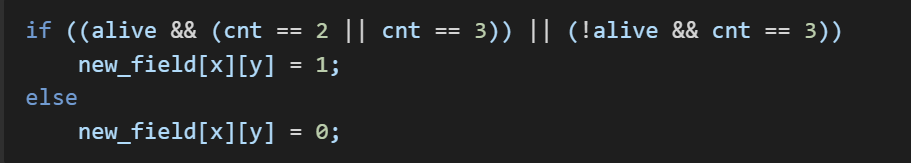 if ((alive && (cnt == 2 || cnt == 3)) || (!alive && cnt == 3))
    new_field[x][y] = 1;
else
    new_field[x][y] = 0;